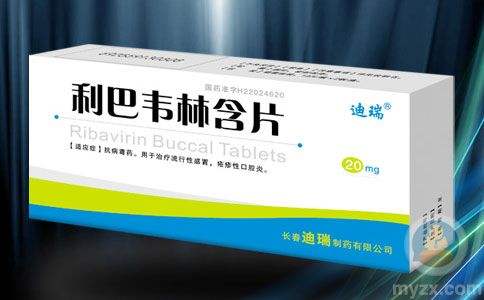 国药准字H22024620
迪瑞®
利巴韦林含片
Ribavirin Buccal Tablets
【适应症】抗病毒药。用于治疗流行性感冒，疱疹性口腔炎。
20 mg
长春迪瑞制药有限公司
myzx.com